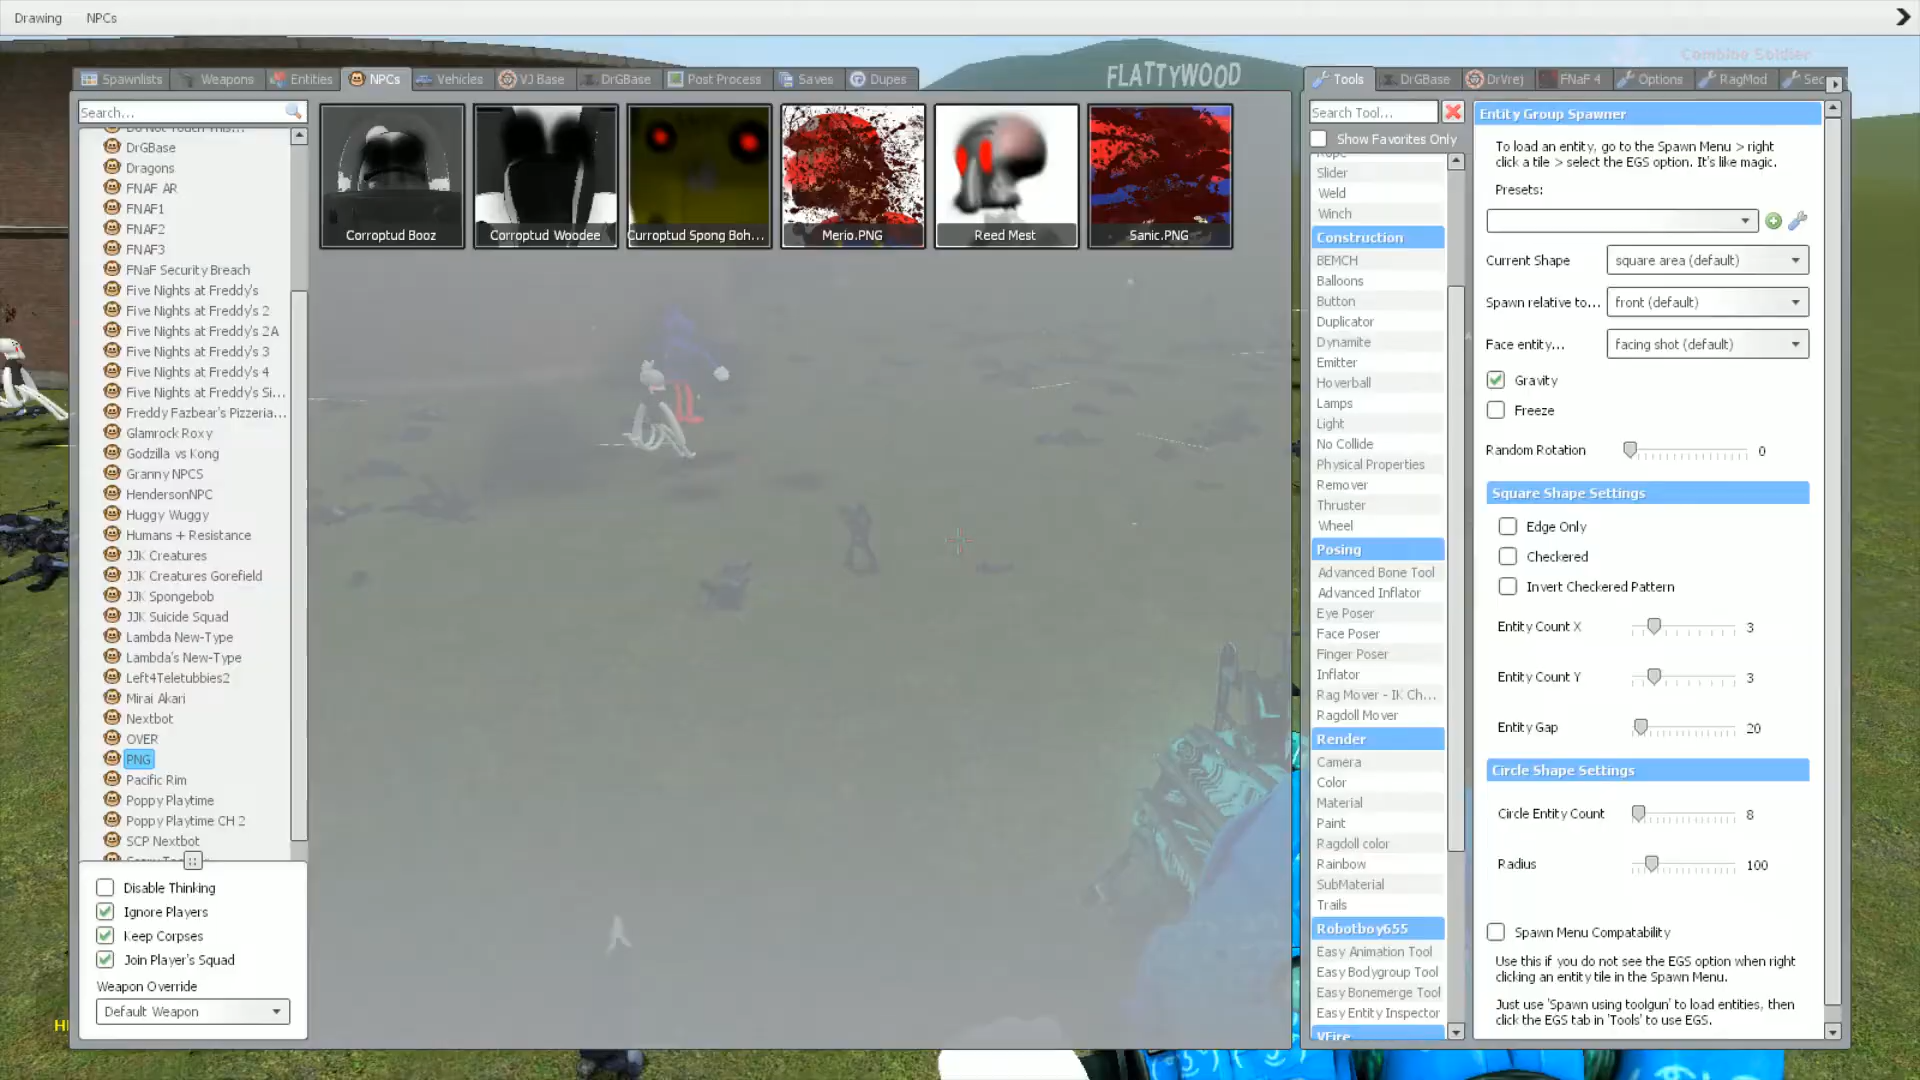 Drawing
NPCs
Combine Soldier
FLATTYWOOD
Spawnlists
Weapons
Entities
NPCs
Vehicles
VJ Base
DrGBase
Post Process
Saves
Dupes
Search...
DrGBase
Dragons
FNAF AR
FNAF1
FNAF2
FNAF3
FNaF Security Breach
Five Nights at Freddy's
Five Nights at Freddy's 2
Five Nights at Freddy's 2A
Five Nights at Freddy's 3
Five Nights at Freddy's 4
Five Nights at Freddy's Si...
Freddy Fazbear's Pizzeria...
Glamrock Roxy
Godzilla vs Kong
Granny NPCS
HendersonNPC
Huggy Wuggy
Humans + Resistance
JJK Creatures
JJK Creatures Gorefield
JJK Spongebob
JJK Suicide Squad
Lambda New-Type
Lambda's New-Type
Left4Teletubbies2
Mirai Akari
Nextbot
OVER
PNG
Pacific Rim
Poppy Playtime
Poppy Playtime CH 2
SCP Nextbot
Disable Thinking
Ignore Players
Keep Corpses
Join Player's Squad
Weapon Override
Default Weapon
Corroptud Booz
Corroptud Woodee
Curroptud Spong Boh...
Merio.PNG
Reed Mest
Sanic.PNG
Tools
DrGBase
DrVrej
FNaF 4
Options
RagMod
Sec
Search Tool...
Show Favorites Only
Rope
Slider
Weld
Winch
Construction
BEMCH
Balloons
Button
Duplicator
Dynamite
Emitter
Hoverball
Lamps
Light
No Collide
Physical Properties
Remover
Thruster
Wheel
Posing
Advanced Bone Tool
Advanced Inflator
Eye Poser
Face Poser
Finger Poser
Inflator
Rag Mover - IK Ch...
Ragdoll Mover
Render
Camera
Color
Material
Paint
Ragdoll color
Rainbow
SubMaterial
Trails
Robotboy655
Easy Animation Tool
Easy Bodygroup Tool
Easy Bonemerge Tool
Easy Entity Inspector
VFire
Entity Group Spawner
To load an entity, go to the Spawn Menu > right
click a tile > select the EGS option. It's like magic.
Presets:
Current Shape
square area (default)
Spawn relative to...
front (default)
Face entity...
facing shot (default)
Gravity
Freeze
Random Rotation
0
Square Shape Settings
Edge Only
Checkered
Invert Checkered Pattern
Entity Count X
3
Entity Count Y
3
Entity Gap
20
Circle Shape Settings
Circle Entity Count
8
Radius
100
Spawn Menu Compatability
Use this if you do not see the EGS option when right
clicking an entity tile in the Spawn Menu.
Just use 'Spawn using toolgun' to load entities, then
click the EGS tab in 'Tools' to use EGS.